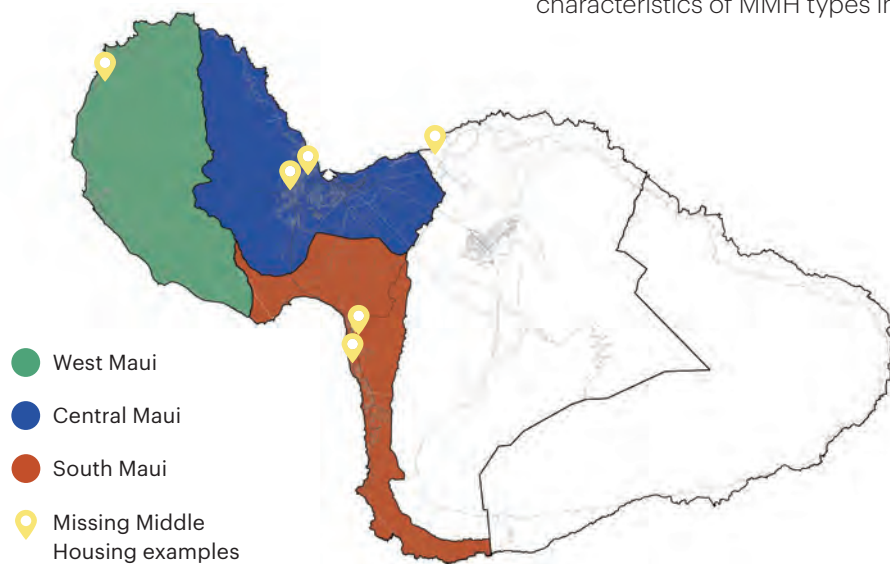 characteristics of MMH types in
West Maui
Central Maui
South Maui
Missing Middle
Housing examples